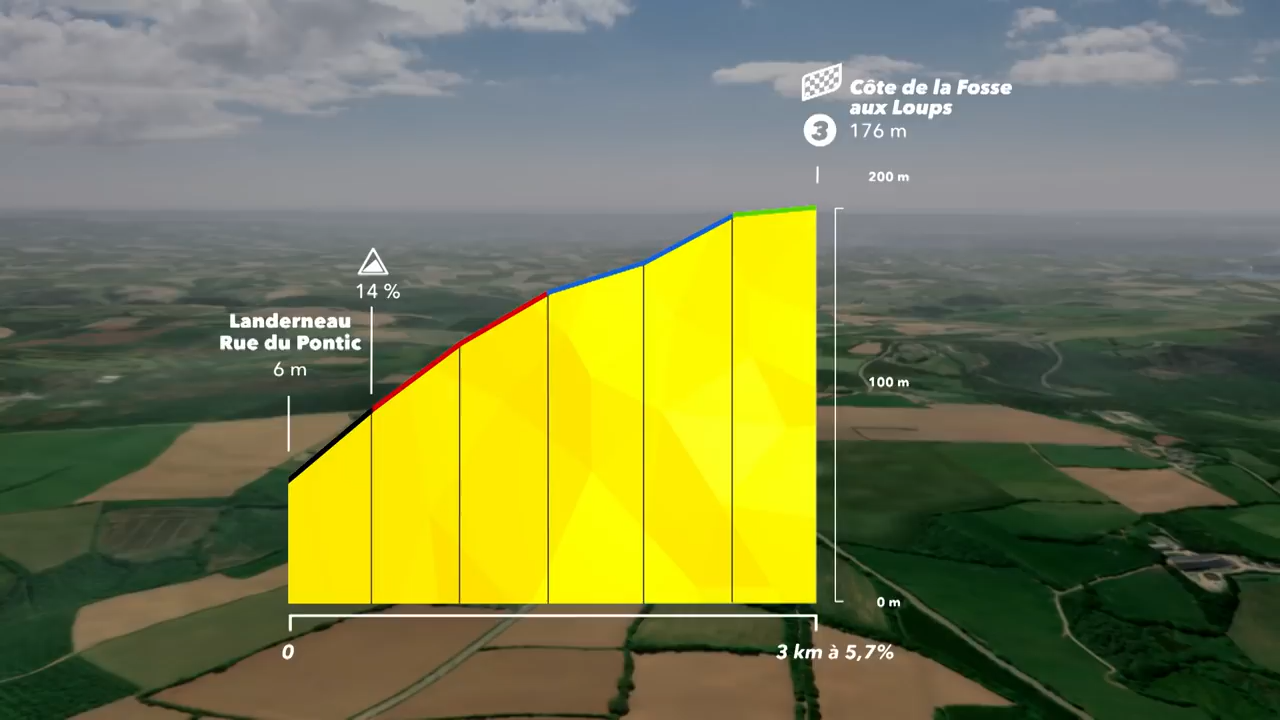 Côte de la Fosse
aux Loups
3
176 m
200 m
14 %
Landerneau
Rue du Pontic
6 m
100 m
0 m
0
3 km à 5,7%